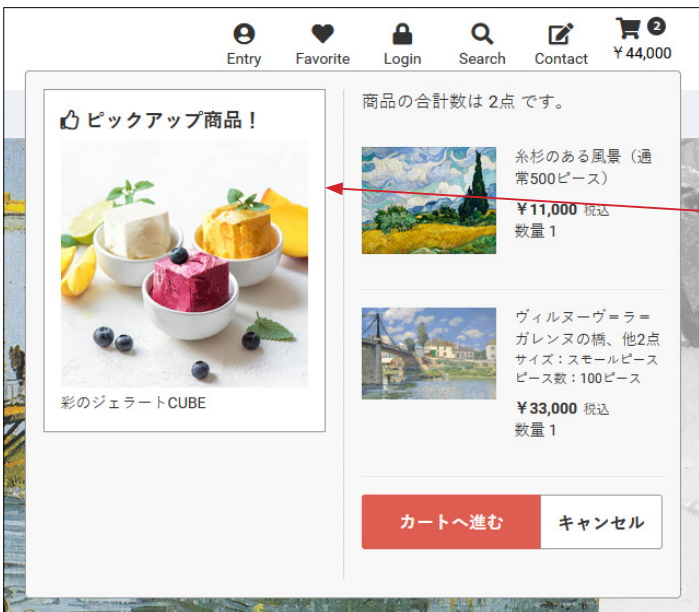 Entry
Favorite
Login
Search
Contact
2
￥44,000
ピックアップ商品！
彩のジェラートCUBE
商品の合計数は 2点 です。
糸杉のある風景（通
常500ピース）
￥11,000 税込
数量 1
ヴィルヌーヴ＝ラ＝
ガレンヌの橋、他2点
サイズ：スモールピース
ピース数：100ピース
￥33,000 税込
数量 1
カートへ進む
キャンセル